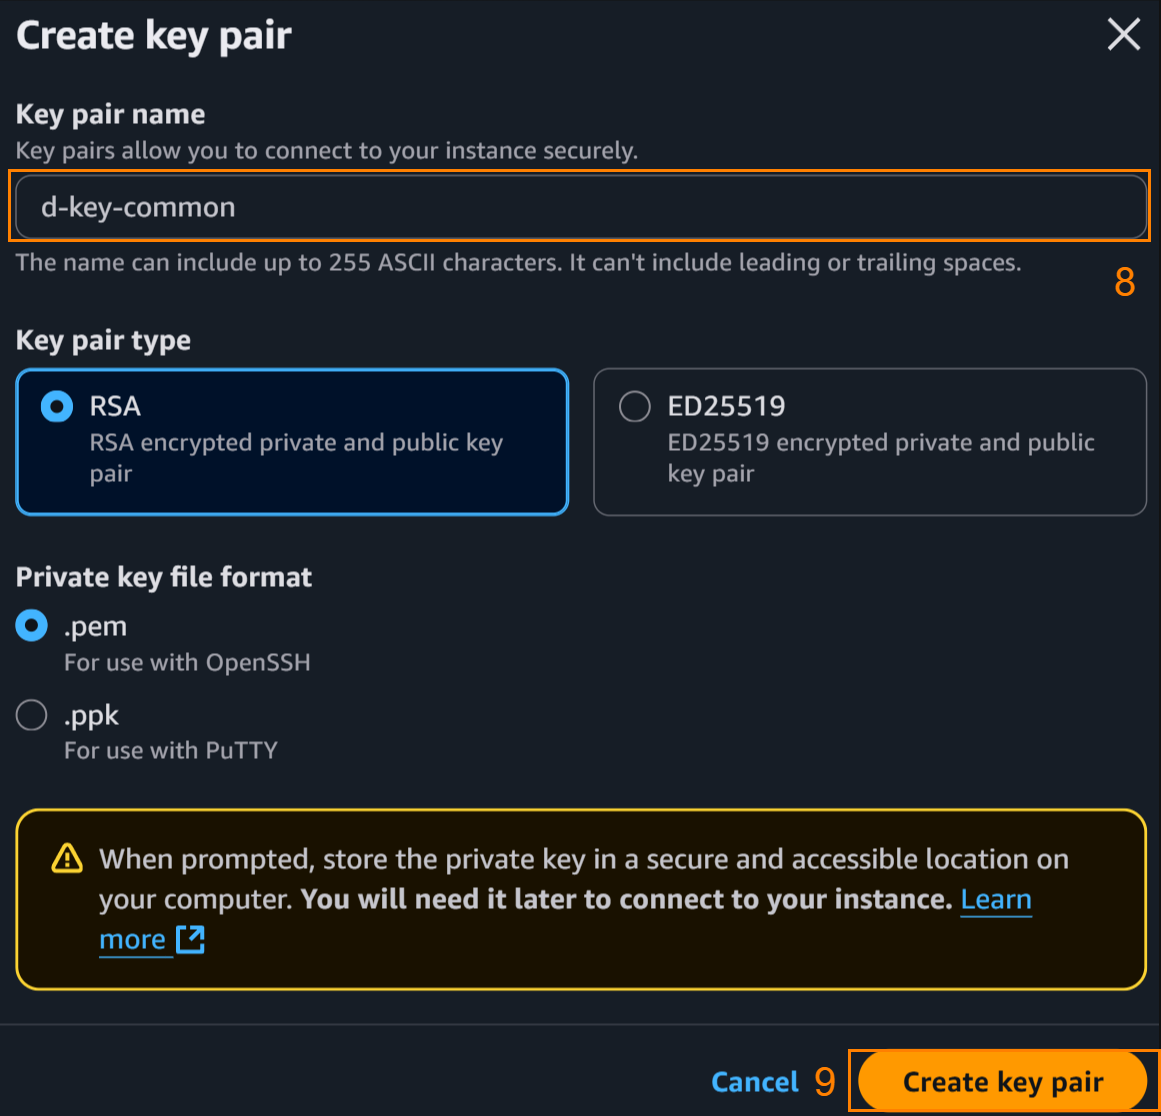 Create key pair
Key pair name
Key pairs allow you to connect to your instance securely.
d-key-common
The name can include up to 255 ASCII characters. It can't include leading or trailing spaces.
8
Key pair type
RSA
RSA encrypted private and public key
pair
ED25519
ED25519 encrypted private and public
key pair
Private key file format
.pem
For use with OpenSSH
.ppk
For use with PuTTY
When prompted, store the private key in a secure and accessible location on
your computer. You will need it later to connect to your instance. Learn
more
Cancel
9
Create key pair